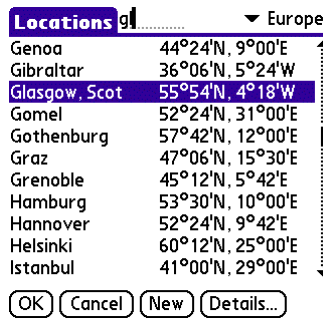 Locations gl Europe
Genoa 44°24'N, 9°00'E
Gibraltar 36°06'N, 5°24'W
Glasgow, Scot 55°54'N, 4°18'W
Gomel 52°24'N, 31°00'E
Gothenburg 57°42'N, 12°00'E
Graz 47°06'N, 15°30'E
Grenoble 45°12'N, 5°42'E
Hamburg 53°30'N, 10°00'E
Hannover 52°24'N, 9°42'E
Helsinki 60°12'N, 25°00'E
Istanbul 41°00'N, 29°00'E
OK Cancel New Details...